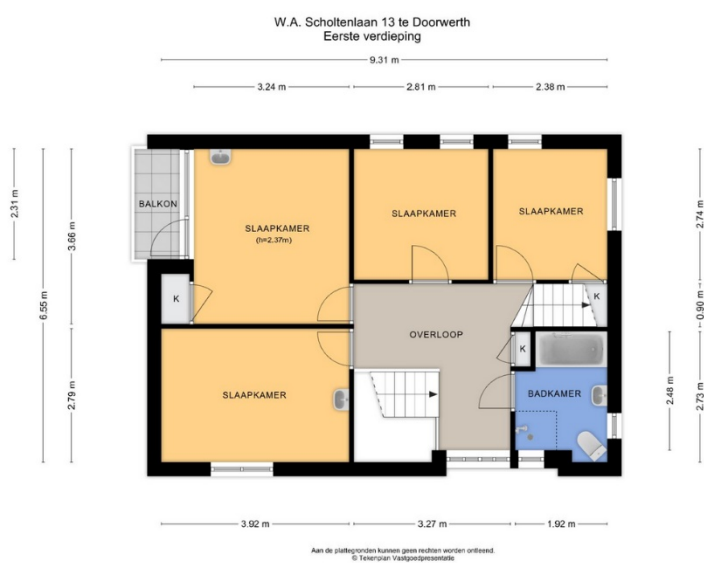 W.A. Scholtenlaan 13 te Doorwerth
Eerste verdieping
9.31 m
3.24 m
2.81 m
2.38 m
2.31 m
6.55 m
3.66 m
2.79 m
BALKON
SLAAPKAMER
(h=2.37m)
SLAAPKAMER
SLAAPKAMER
K
K
OVERLOOP
K
SLAAPKAMER
BADKAMER
2.74 m
0.90 m
2.48 m
2.73 m
3.92 m
3.27 m
1.92 m
Aan de plattegronden kunnen geen rechten worden ontleend.
© Tekenplan Vastgoedpresentatie